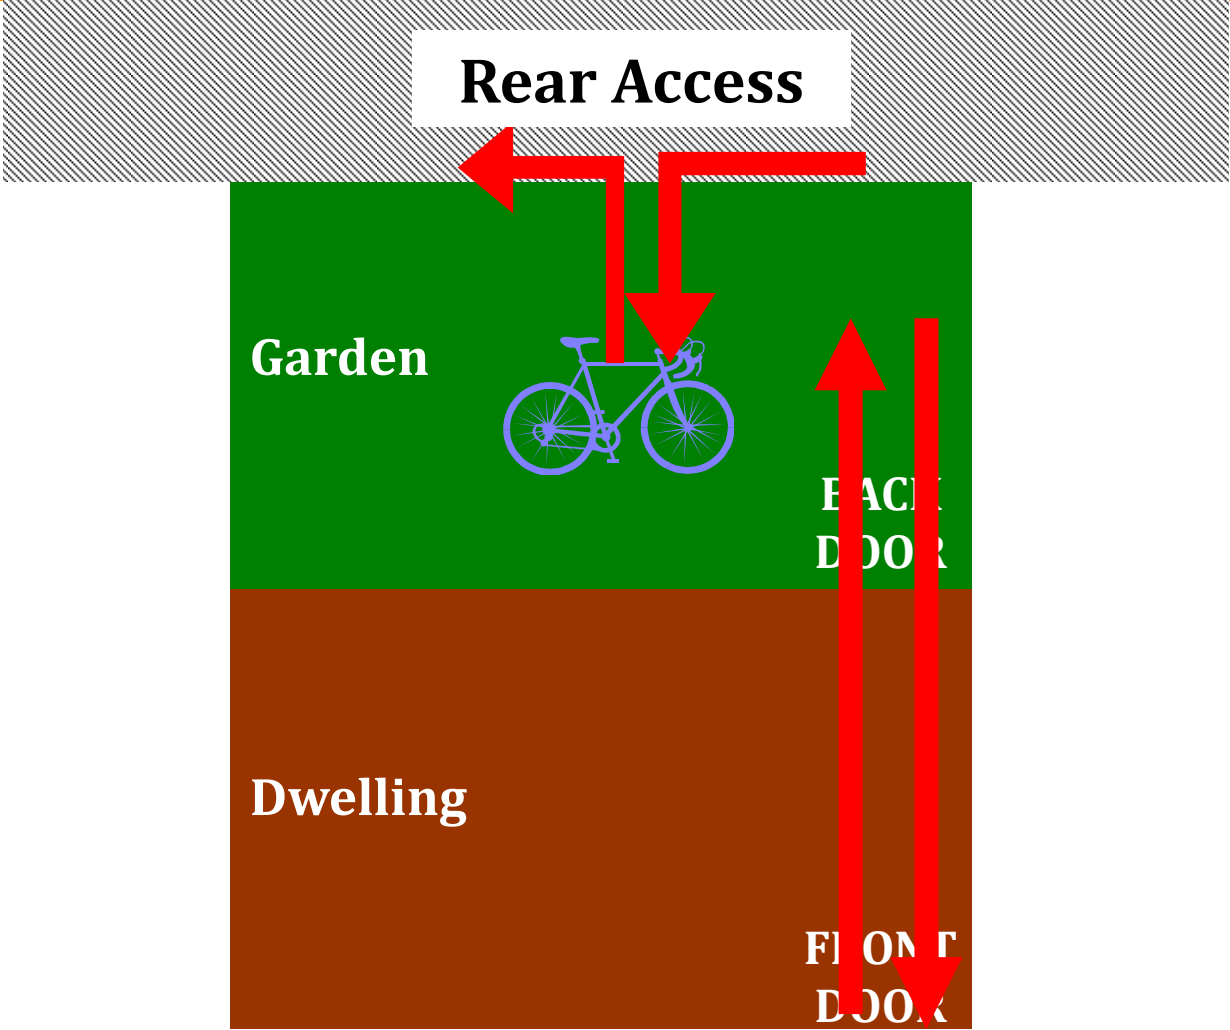 Rear Access
Garden
BACK
DOOR
Dwelling
FRONT
DOOR